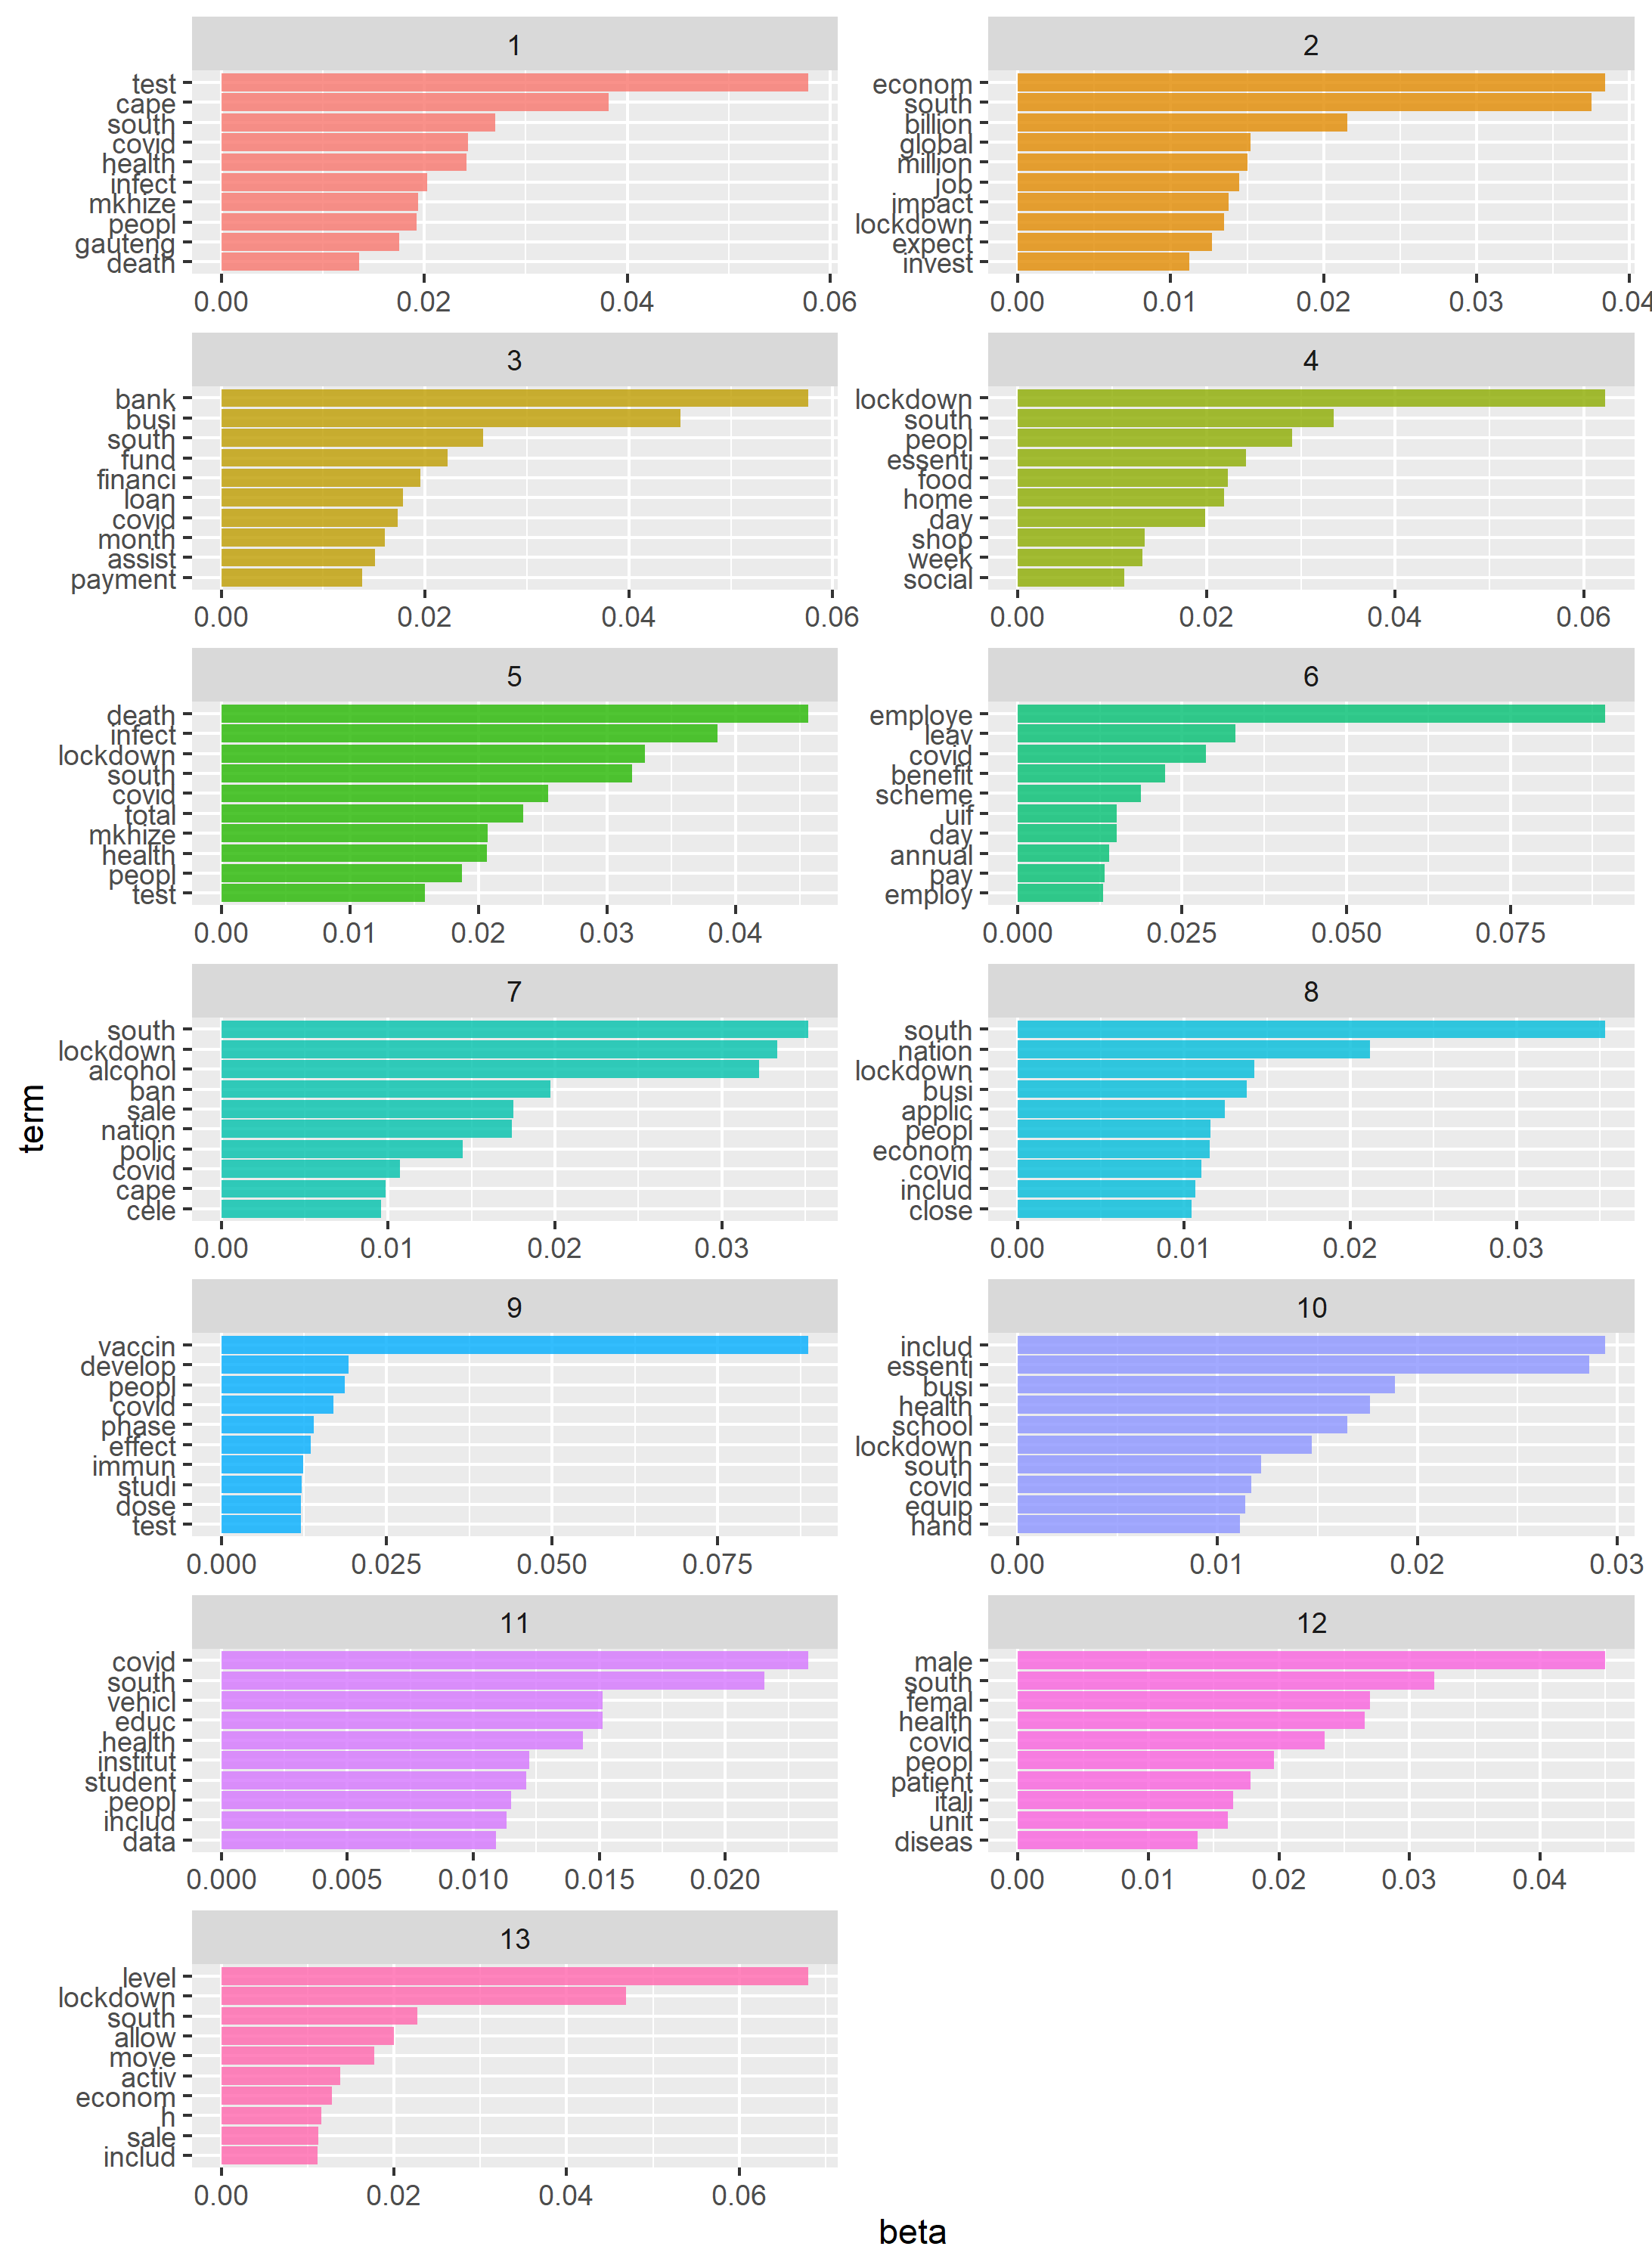 1
test
cape
south
covid
health
infect
mkhize
peopl
gauteng
death
0.00 0.02 0.04 0.06
2
econom
south
billion
global
million
job
impact
lockdown
expect
invest
0.00 0.01 0.02 0.03 0.04
3
bank
busi
south
fund
financi
loan
covid
month
assist
payment
0.00 0.02 0.04 0.06
4
lockdown
south
peopl
essenti
food
home
day
shop
week
social
0.00 0.02 0.04 0.06
5
death
infect
lockdown
south
covid
total
mkhize
health
peopl
test
0.00 0.01 0.02 0.03 0.04
6
employe
leav
covid
benefit
scheme
uif
day
annual
pay
employ
0.000 0.025 0.050 0.075
7
south
lockdown
alcohol
ban
sale
nation
polic
covid
cape
cele
0.00 0.01 0.02 0.03
8
south
nation
lockdown
busi
applic
peopl
econom
covid
includ
close
0.00 0.01 0.02 0.03
9
vaccin
develop
peopl
covid
phase
effect
immun
studi
dose
test
0.000 0.025 0.050 0.075
10
includ
essenti
busi
health
school
lockdown
south
covid
equip
hand
0.00 0.01 0.02 0.03
11
covid
south
vehicl
educ
health
institut
student
peopl
includ
data
0.000 0.005 0.010 0.015 0.020
12
male
south
femal
health
covid
peopl
patient
itali
unit
diseas
0.00 0.01 0.02 0.03 0.04
13
level
lockdown
south
allow
move
activ
econom
h
sale
includ
0.00 0.02 0.04 0.06
term
beta